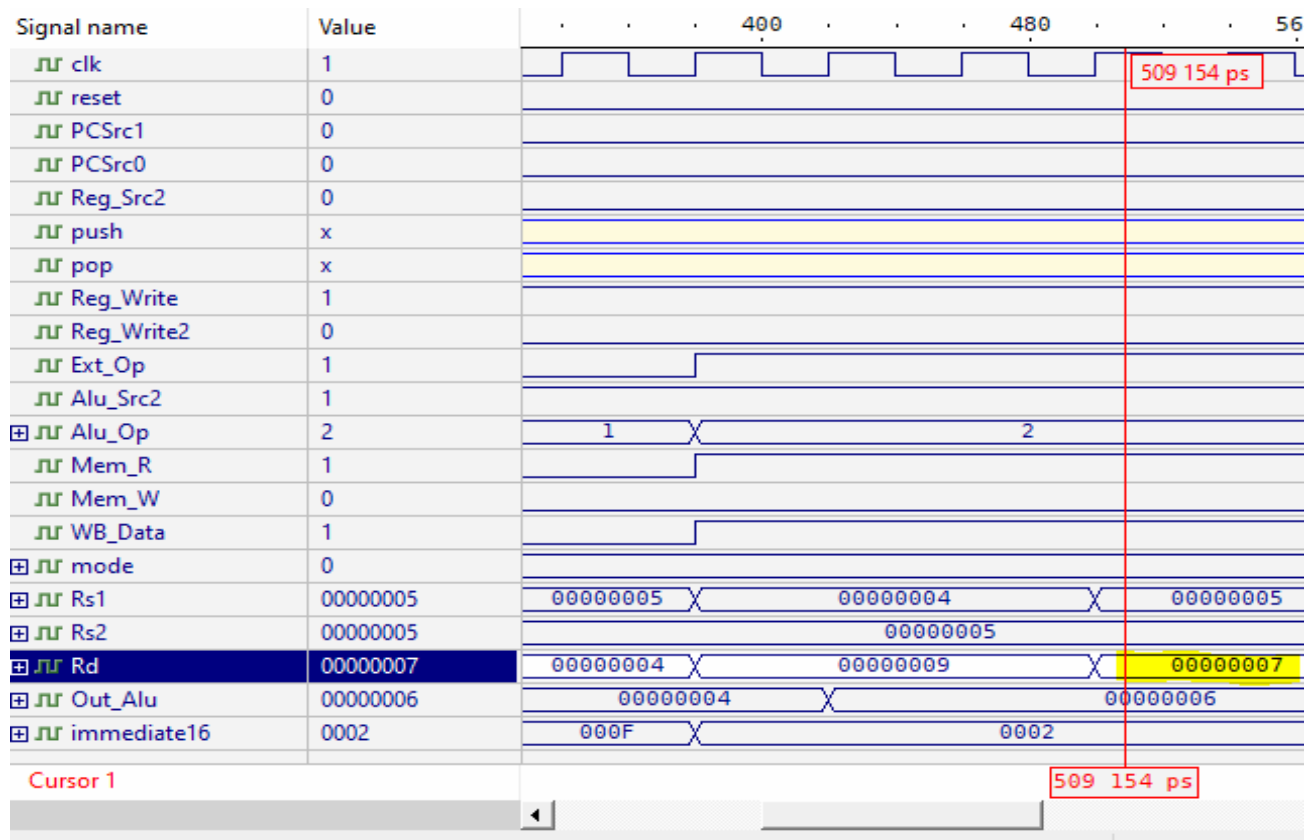 Signal name Value 400 480 56
clk 1 509 154 ps
reset 0
PCSrc1 0
PCSrc0 0
Reg_Src2 0
push x
pop x
Reg_Write 1
Reg_Write2 0
Ext_Op 1
Alu_Src2 1
Alu_Op 2 1 2
Mem_R 1
Mem_W 0
WB_Data 1
mode 0
Rs1 00000005 00000005 00000004 00000005
Rs2 00000005 00000005
Rd 00000007 00000004 00000009 00000007
Out_Alu 00000006 00000004 00000006
immediate16 0002 000F 0002
Cursor 1 509 154 ps